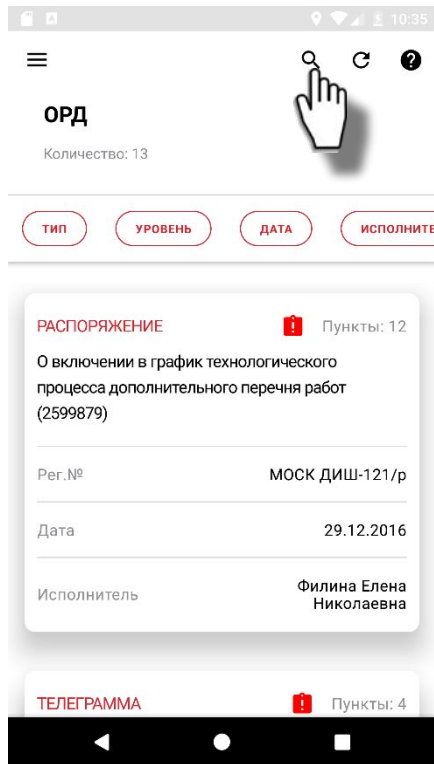 10:35
ОРД
Количество: 13
ТИП УРОВЕНЬ ДАТА ИСПОЛНИТЕ
РАСПОРЯЖЕНИЕ Пункты: 12
О включении в график технологического
процесса дополнительного перечня работ
(2599879)
Рег.№ МОСК ДИШ-121/р
Дата 29.12.2016
Исполнитель Филина Елена
Николаевна
ТЕЛЕГРАММА Пункты: 4